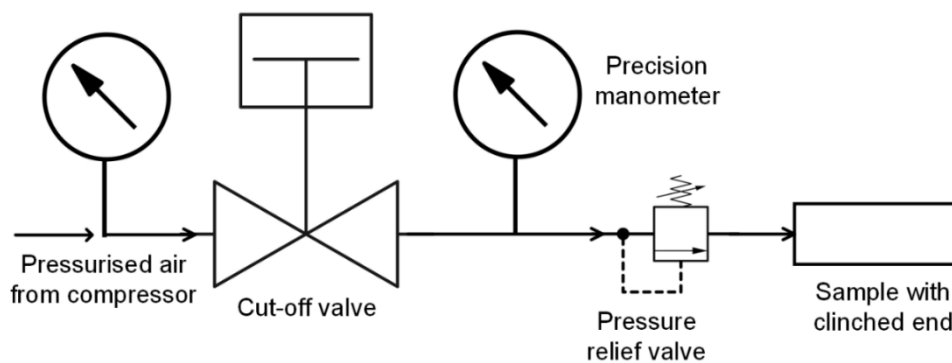 Precision
manometer
Pressurised air
from compressor
Cut-off valve
Pressure
relief valve
Sample with
clinched end